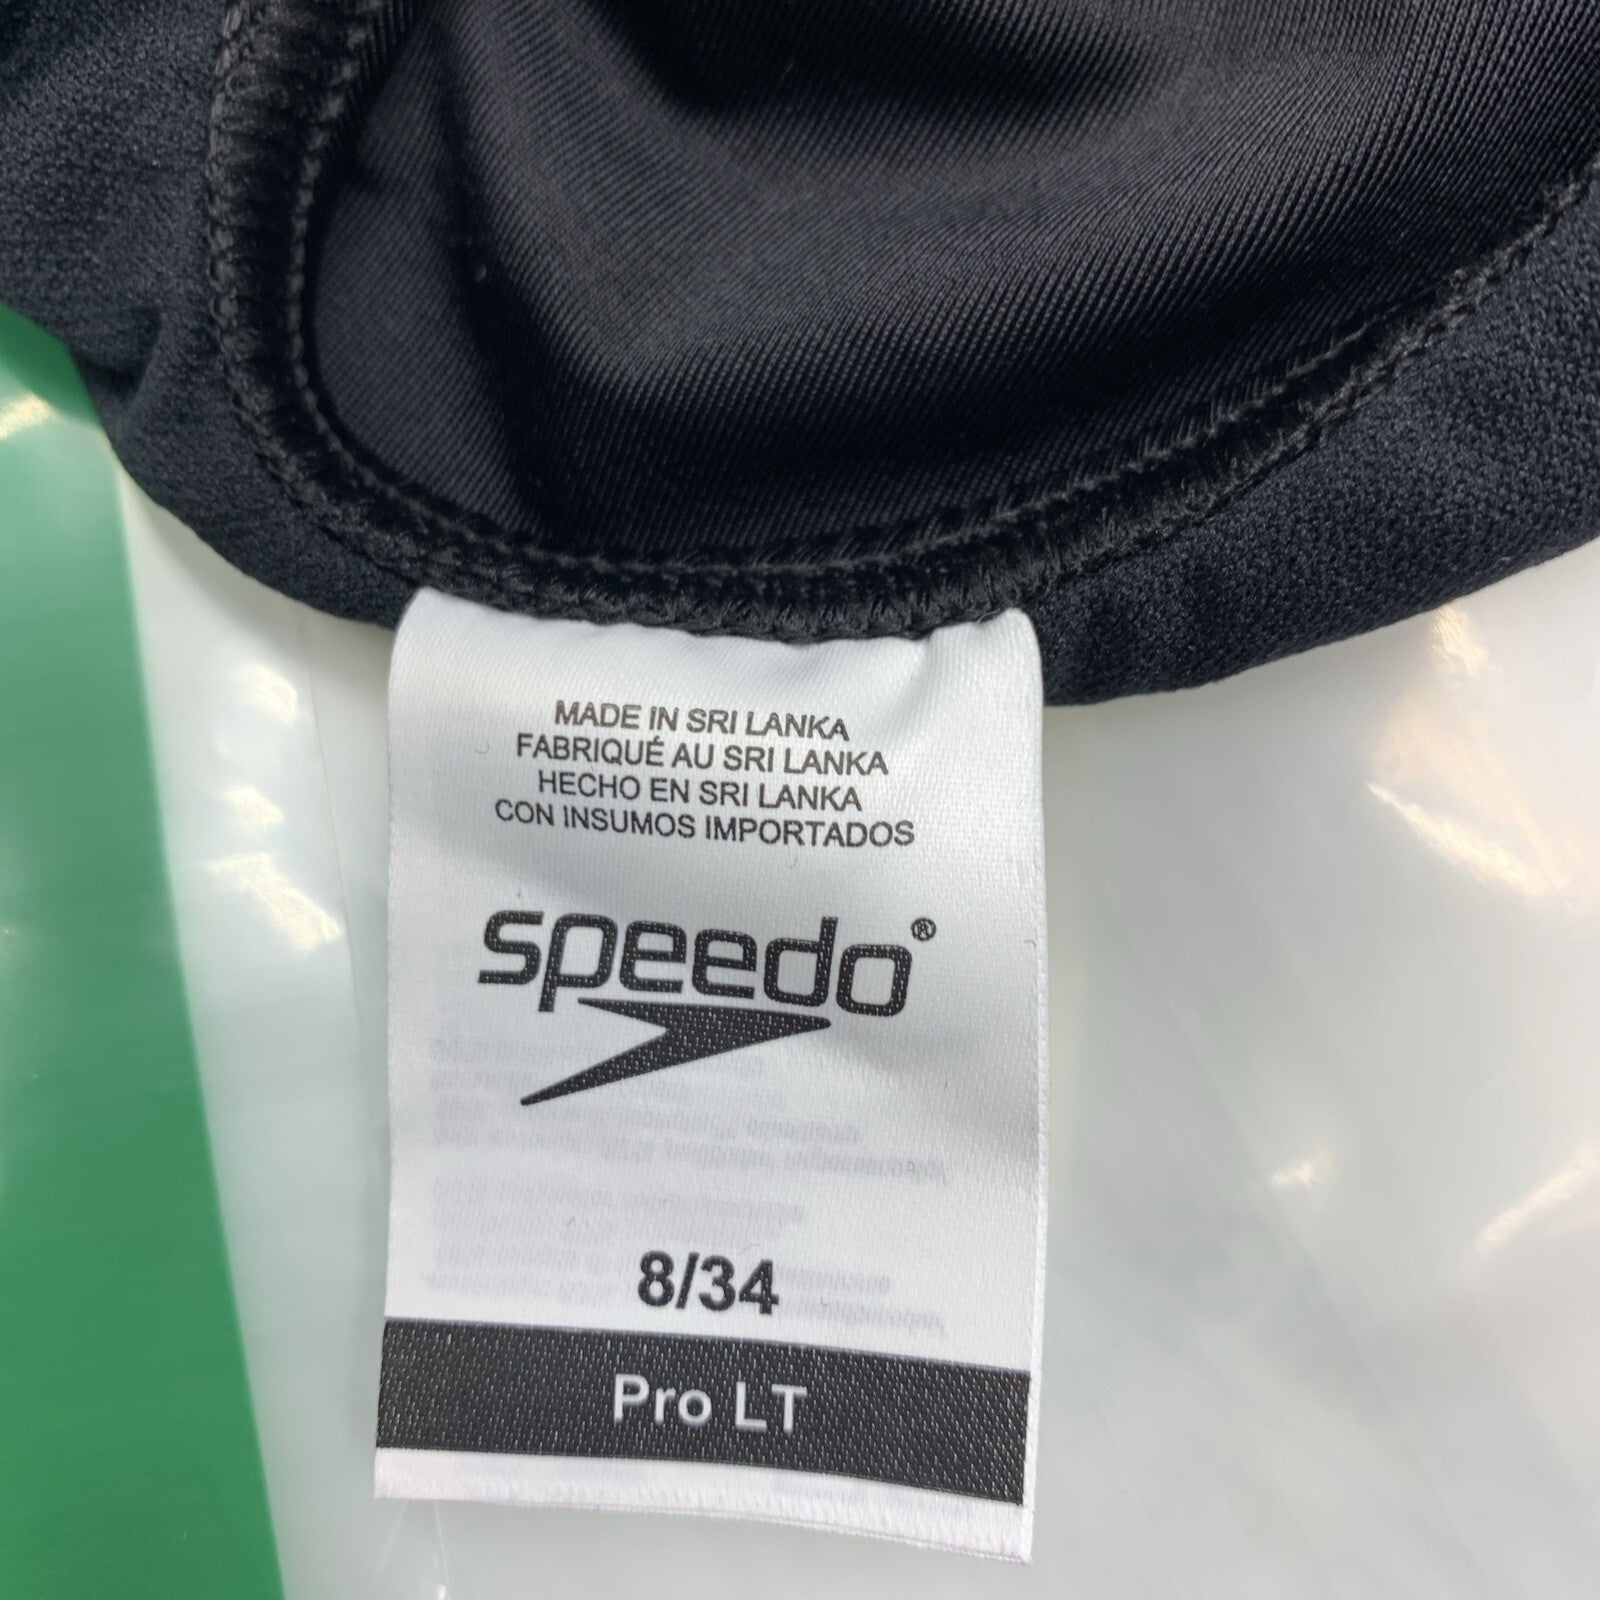 MADE IN SRI LANKA
FABRIQUÉ AU SRI LANKA
HECHO EN SRI LANKA
CON INSUMOS IMPORTADOS
speedo®
8/34
Pro LT